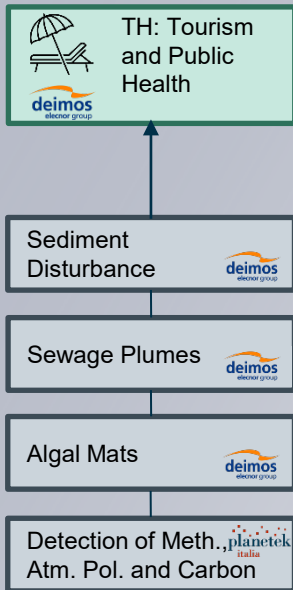 TH: Tourism
and Public
Health
deimos
elecnor group
Sediment
Disturbance
deimos
elecnor group
Sewage Plumes
deimos
elecnor group
Algal Mats
deimos
elecnor group
Detection of Meth.,
planetek
italia
Atm. Pol. and Carbon